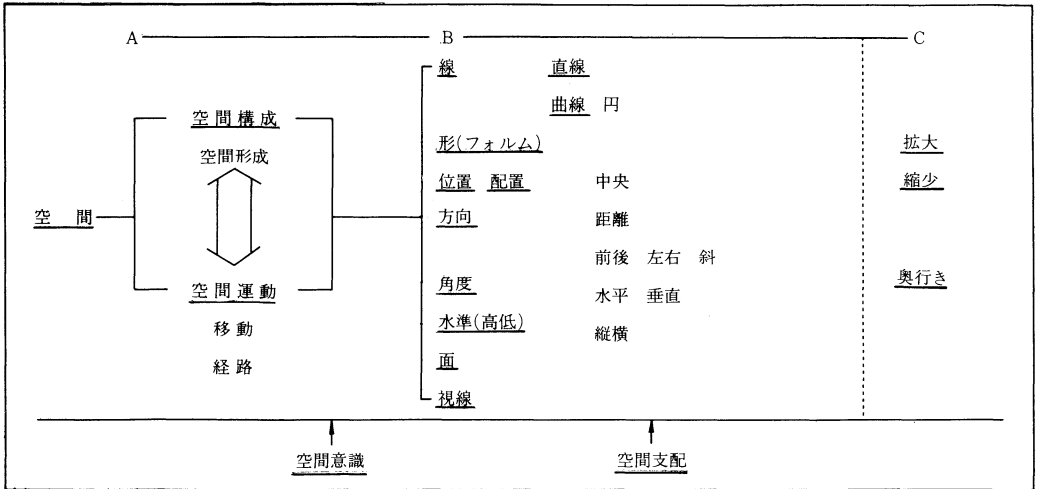 A B C
線 直線
空間構成 曲線 円
形(フォルム) 拡大
空間形成
位置 配置 中央 縮少
空間 方向 距離
前後 左右 斜
角度 奥行き
空間運動 水平 垂直
移動 水準(高低) 縦横
経路 面
視線
空間意識 空間支配